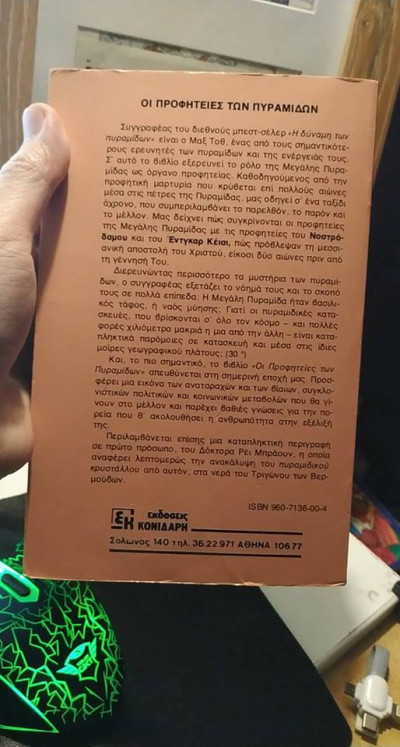 ΟΙ ΠΡΟΦΗΤΕΙΕΣ ΤΩΝ ΠΥΡΑΜΙΔΩΝ
Συγγραφέας του διεθνούς μπεστ-σέλερ «Η δύναμη των
πυραμίδων» είναι ο Μαξ Τοθ, ένας από τους σημαντικότε-
ρους ερευνητές των πυραμίδων και της ενέργειάς τους.
Σ' αυτό το βιβλίο εξερευνεί το ρόλο της Μεγάλης Πυρα-
μίδας ως όργανο προφητείας. Καθοδηγούμενος από την
προφητική μαρτυρία που κρύβεται επί πολλούς αιώνες
μέσα στις πέτρες της Πυραμίδας, μας οδηγεί σ' ένα ταξίδι
άχρονο, που συμπεριλαμβάνει το παρελθόν, το παρόν και
το μέλλον. Μας δείχνει πώς συγκρίνονται οι προφητείες
της Μεγάλης Πυραμίδας με τις προφητείες του Νοστρά-
δαμου και του Έντγκαρ Κέισι, πώς πρόβλεψαν τη μεσσι-
ανική αποστολή του Χριστού, είκοσι δύο αιώνες πριν από
τη γέννησή Του.
Διερευνώντας περισσότερο τα μυστήρια των πυραμί-
δων, ο συγγραφέας εξετάζει το νόημά τους και το σκοπό
τους σε πολλά επίπεδα: Η Μεγάλη Πυραμίδα ήταν βασιλι-
κός τάφος, ή ναός μύησης; Γιατί οι πυραμιδικές κατα-
σκευές, που βρίσκονται σ' όλο τον κόσμο – και πολλές
φορές χιλιόμετρα μακριά η μια από την άλλη – είναι κατα-
πληκτικά παρόμοιες σε κατασκευή και μέσα στις ίδιες
μοίρες γεωγραφικού πλάτους; (30 °)
Και, το πιο σημαντικό, το βιβλίο «Οι Προφητείες των
Πυραμίδων» απευθύνεται στη σημερινή εποχή μας. Προσ-
φέρει μια εικόνα των αναταραχών και των βίαιων, συγκλο-
νιστικών πολιτικών και κοινωνικών μεταβολών που θα γί-
νουν στο μέλλον και παρέχει βαθιές γνώσεις για την πο-
ρεία που θ' ακολουθήσει η ανθρωπότητα στην εξέλιξή
της.
Περιλαμβάνεται επίσης μια καταπληκτική περιγραφή
σε πρώτο πρόσωπο, του Δόκτορα Ρέι Μπράουν, η οποία
αναφέρει λεπτομερώς την ανακάλυψη του πυραμιδικού
κρυστάλλου από αυτόν, στα νερά του Τριγώνου των Βερ-
μούδων.
ISBN 960-7136-00-4
ΕΚ
εκδοσεις
ΚΟΝΙΔΑΡΗ
Σολωνος 140 τηλ. 36.22 971 ΑΘΗΝΑ 106 77